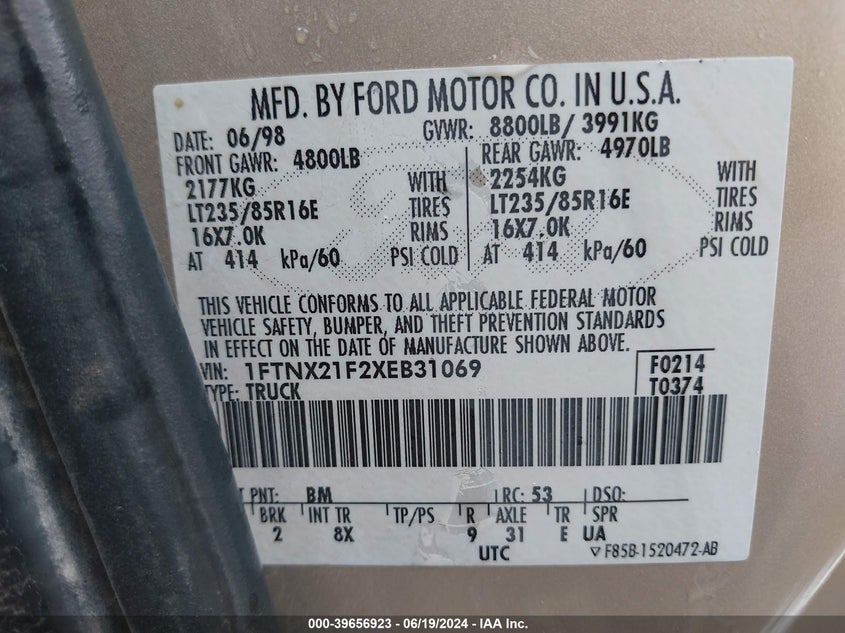 MFD. BY FORD MOTOR CO. IN U.S.A.
DATE: 06/98 GVWR: 8800LB/ 3991KG
FRONT GAWR: 4800LB REAR GAWR: 4970LB
2177KG WITH 2254KG WITH
LT235/85R16E TIRES LT235/85R16E TIRES
16X7.0K RIMS 16X7.0K RIMS
AT 414 kPa/60 PSI COLD AT 414 kPa/60 PSI COLD
THIS VEHICLE CONFORMS TO ALL APPLICABLE FEDERAL MOTOR
VEHICLE SAFETY, BUMPER, AND THEFT PREVENTION STANDARDS
IN EFFECT ON THE DATE OF MANUFACTURE SHOWN ABOVE.
VIN: 1FTNX21F2XEB31069 F0214
TYPE: TRUCK T0374
PNT: BM RC: 53 DSO:
BRK INT TR TP/PS R AXLE TR SPR
2 8X 9 31 E UA
UTC ▽F85B-1520472-AB
000-39656923 - 06/19/2024 - IAA Inc.